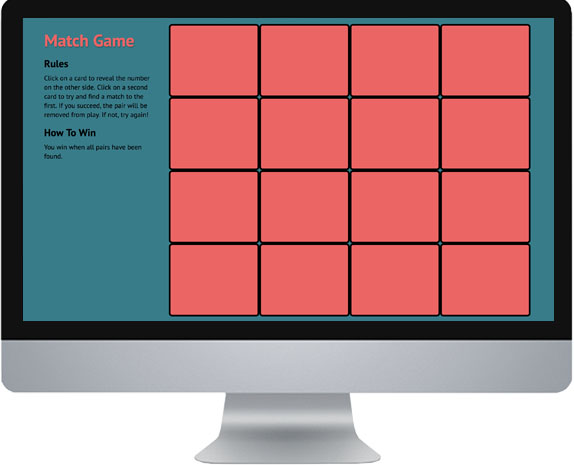 Match Game
Rules
Click on a card to reveal the number
on the other side. Click on a second
card to try and find a match to the
first. If you succeed, the pair will be
removed from play. If not, try again!
How To Win
You win when all pairs have been
found.